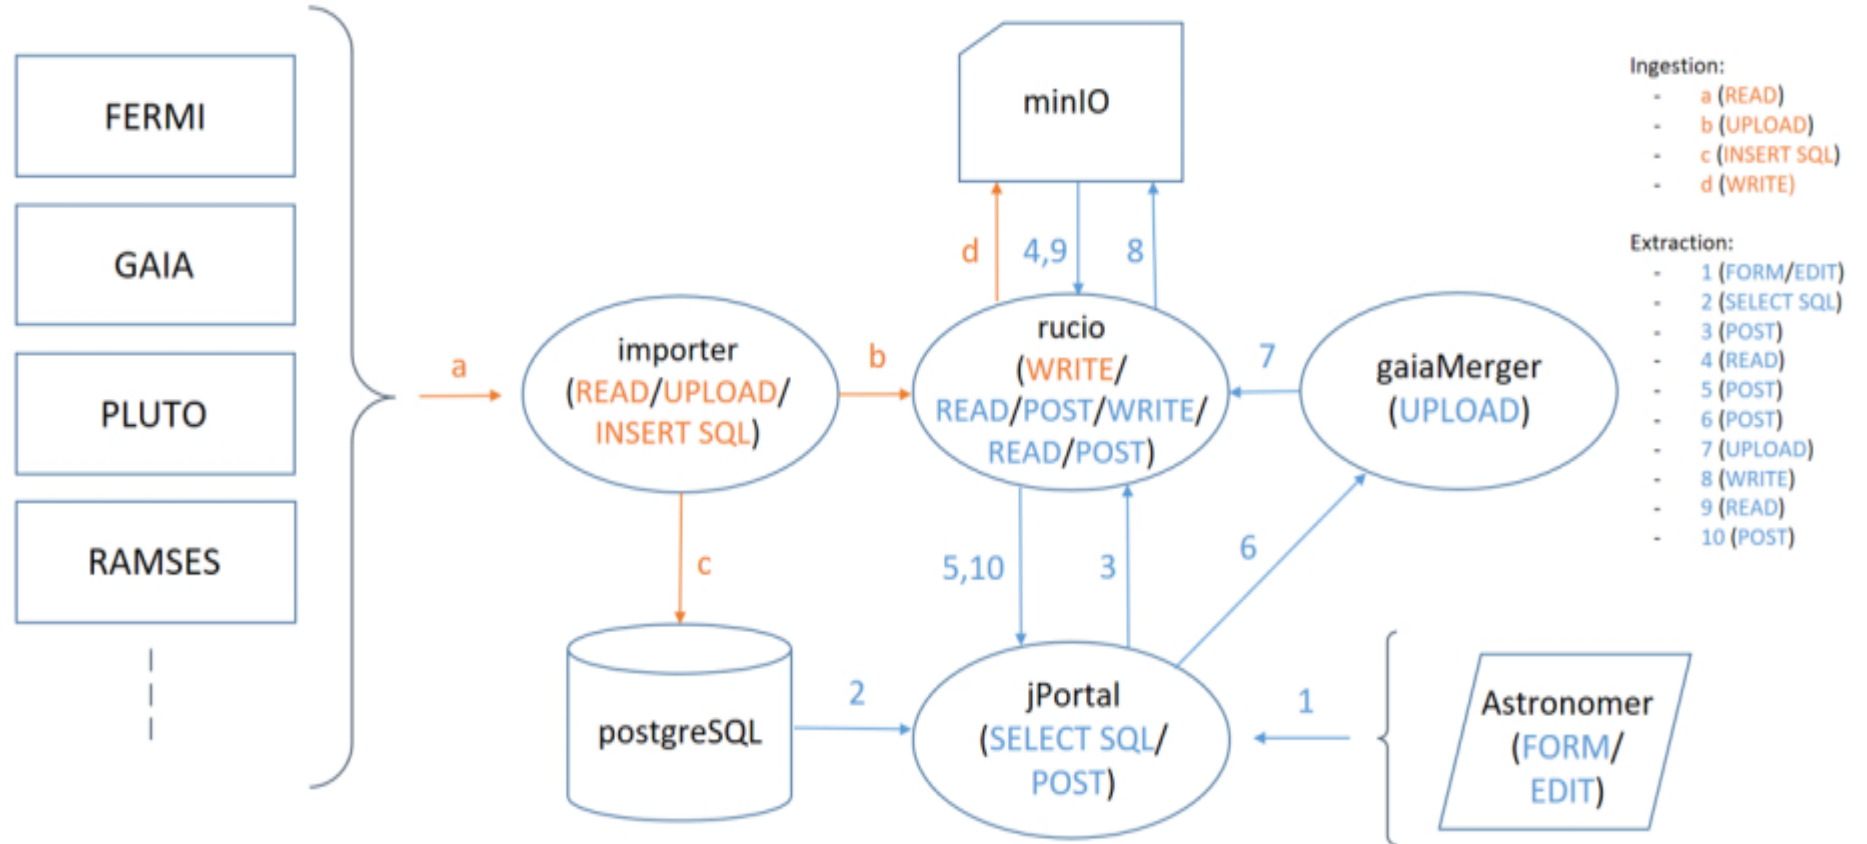 FERMI
GAIA
PLUTO
RAMSES
a
importer
(READ/UPLOAD/
INSERT SQL)
b
c
postgreSQL
minIO
d
4,9
8
rucio
(WRITE/
READ/POST/WRITE/
READ/POST)
7
gaiaMerger
(UPLOAD)
5,10
3
6
2
jPortal
(SELECT SQL/
POST)
1
Astronomer
(FORM/
EDIT)
Ingestion:
- a (READ)
- b (UPLOAD)
- c (INSERT SQL)
- d (WRITE)
Extraction:
- 1 (FORM/EDIT)
- 2 (SELECT SQL)
- 3 (POST)
- 4 (READ)
- 5 (POST)
- 6 (POST)
- 7 (UPLOAD)
- 8 (WRITE)
- 9 (READ)
- 10 (POST)